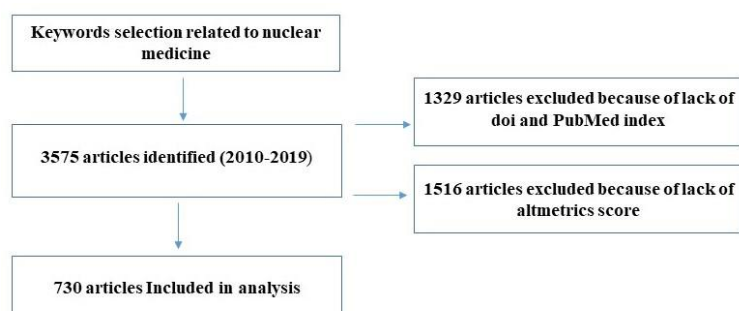 Keywords selection related to nuclear
medicine
1329 articles excluded because of lack of
doi and PubMed index
3575 articles identified (2010-2019)
1516 articles excluded because of lack of
altmetrics score
730 articles Included in analysis